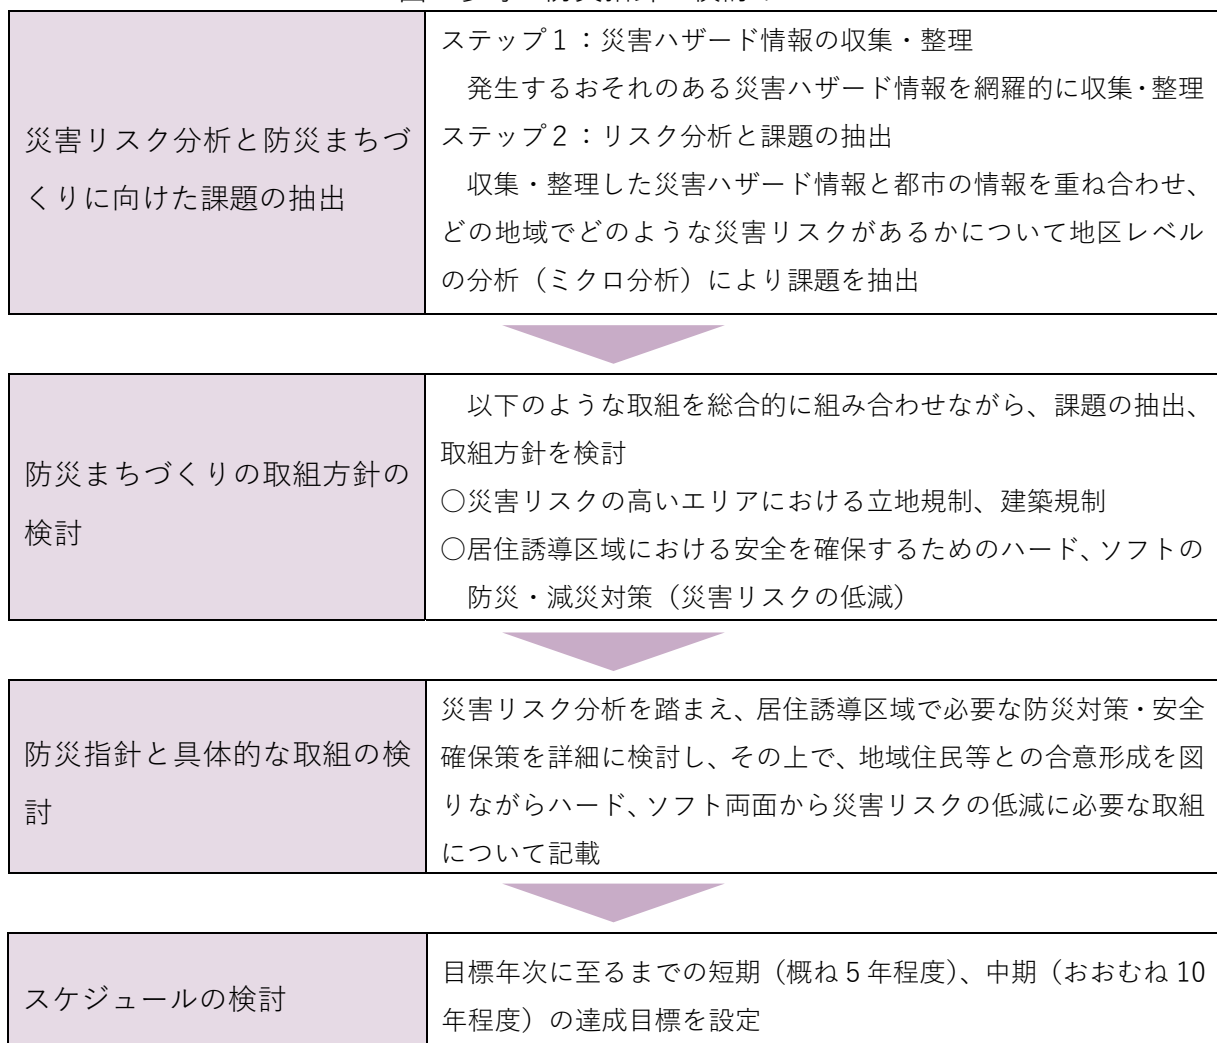 災害リスク分析と防災まちづ
くりに向けた課題の抽出
ステップ１：災害ハザード情報の収集・整理
発生するおそれのある災害ハザード情報を網羅的に収集・整理
ステップ２：リスク分析と課題の抽出
収集・整理した災害ハザード情報と都市の情報を重ね合わせ、
どの地域でどのような災害リスクがあるかについて地区レベル
の分析（ミクロ分析）により課題を抽出
防災まちづくりの取組方針の
検討
以下のような取組を総合的に組み合わせながら、課題の抽出、
取組方針を検討
○災害リスクの高いエリアにおける立地規制、建築規制
○居住誘導区域における安全を確保するためのハード、ソフトの
防災・減災対策（災害リスクの低減）
防災指針と具体的な取組の検
討
災害リスク分析を踏まえ、居住誘導区域で必要な防災対策・安全
確保策を詳細に検討し、その上で、地域住民等との合意形成を図
りながらハード、ソフト両面から災害リスクの低減に必要な取組
について記載
スケジュールの検討
目標年次に至るまでの短期（概ね 5 年程度）、中期（おおむね 10
年程度）の達成目標を設定